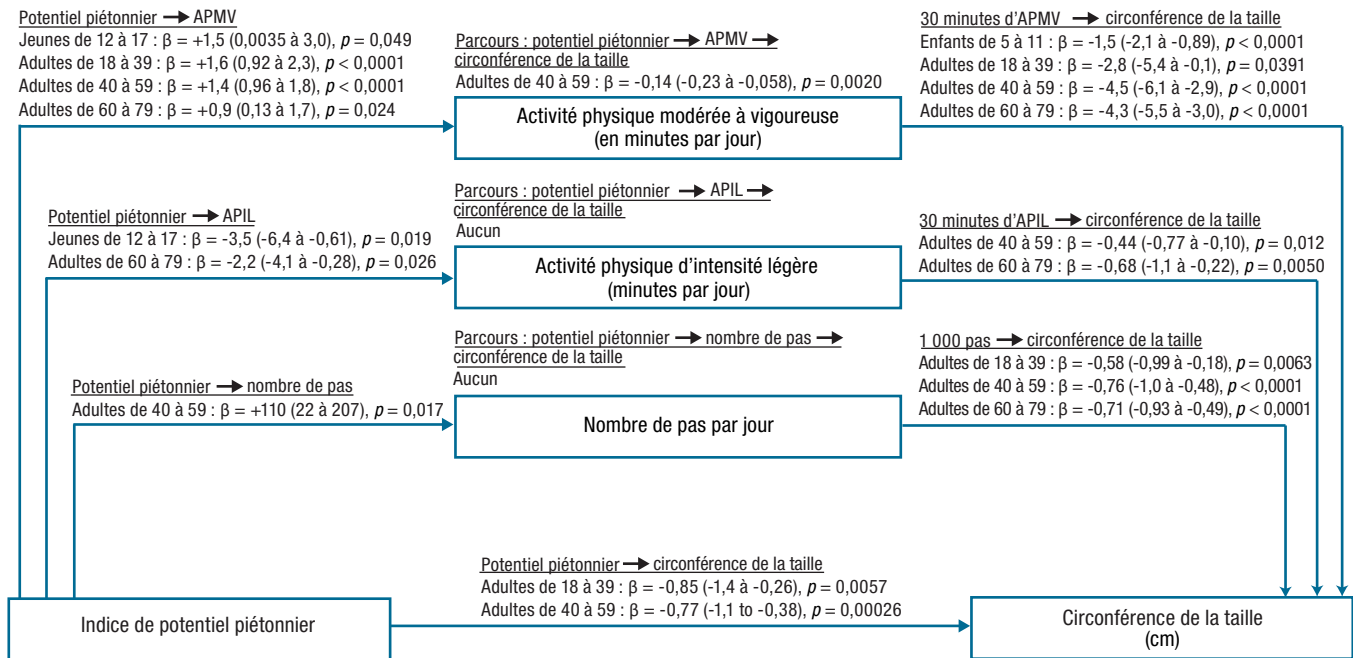 Potentiel piétonnier → APMV
Jeunes de 12 à 17 : β = +1,5 (0,0035 à 3,0), p = 0,049
Adultes de 18 à 39 : β = +1,6 (0,92 à 2,3), p < 0,0001
Adultes de 40 à 59 : β = +1,4 (0,96 à 1,8), p < 0,0001
Adultes de 60 à 79 : β = +0,9 (0,13 à 1,7), p = 0,024
Parcours : potentiel piétonnier → APMV →
circonférence de la taille
Adultes de 40 à 59 : β = -0,14 (-0,23 à -0,058), p = 0,0020
Activité physique modérée à vigoureuse
(en minutes par jour)
30 minutes d'APMV → circonférence de la taille
Enfants de 5 à 11 : β = -1,5 (-2,1 à -0,89), p < 0,0001
Adultes de 18 à 39 : β = -2,8 (-5,4 à -0,1), p = 0,0391
Adultes de 40 à 59 : β = -4,5 (-6,1 à -2,9), p < 0,0001
Adultes de 60 à 79 : β = -4,3 (-5,5 à -3,0), p < 0,0001
Potentiel piétonnier → APIL
Jeunes de 12 à 17 : β = -3,5 (-6,4 à -0,61), p = 0,019
Adultes de 60 à 79 : β = -2,2 (-4,1 à -0,28), p = 0,026
Parcours : potentiel piétonnier → APIL →
circonférence de la taille
Aucun
Activité physique d'intensité légère
(minutes par jour)
30 minutes d'APIL → circonférence de la taille
Adultes de 40 à 59 : β = -0,44 (-0,77 à -0,10), p = 0,012
Adultes de 60 à 79 : β = -0,68 (-1,1 à -0,22), p = 0,0050
Potentiel piétonnier → nombre de pas
Adultes de 40 à 59 : β = +110 (22 à 207), p = 0,017
Parcours : potentiel piétonnier → nombre de pas →
circonférence de la taille
Aucun
Nombre de pas par jour
1 000 pas → circonférence de la taille
Adultes de 18 à 39 : β = -0,58 (-0,99 à -0,18), p = 0,0063
Adultes de 40 à 59 : β = -0,76 (-1,0 à -0,48), p < 0,0001
Adultes de 60 à 79 : β = -0,71 (-0,93 à -0,49), p < 0,0001
Potentiel piétonnier → circonférence de la taille
Adultes de 18 à 39 : β = -0,85 (-1,4 à -0,26), p = 0,0057
Adultes de 40 à 59 : β = -0,77 (-1,1 to -0,38), p = 0,00026
Indice de potentiel piétonnier
Circonférence de la taille
(cm)